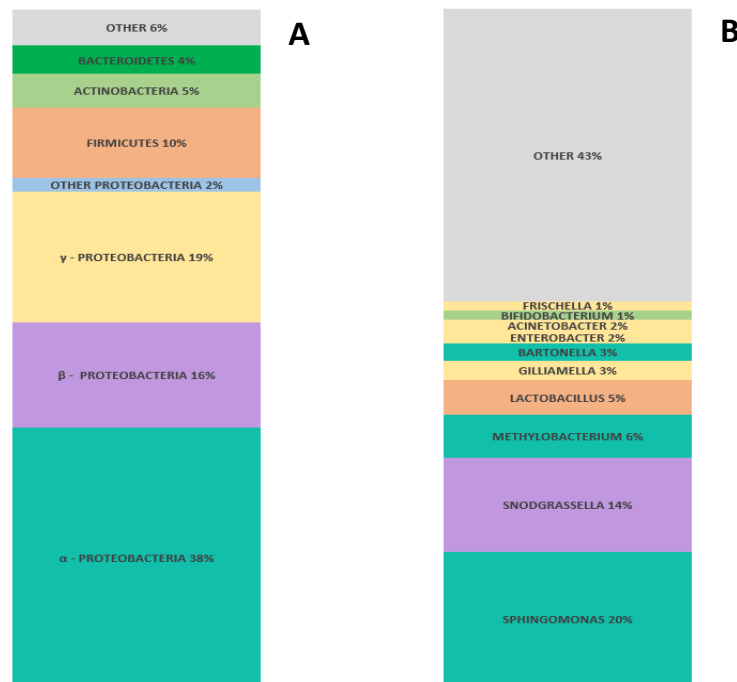 A
OTHER 6%
BACTEROIDETES 4%
ACTINOBACTERIA 5%
FIRMICUTES 10%
OTHER PROTEOBACTERIA 2%
γ - PROTEOBACTERIA 19%
β - PROTEOBACTERIA 16%
α - PROTEOBACTERIA 38%
B
OTHER 43%
FRISCHELLA 1%
BIFIDOBACTERIUM 1%
ACINETOBACTER 2%
ENTEROBACTER 2%
BARTONELLA 3%
GILLIAMELLA 3%
LACTOBACILLUS 5%
METHYLOBACTERIUM 6%
SNODGRASSELLA 14%
SPHINGOMONAS 20%